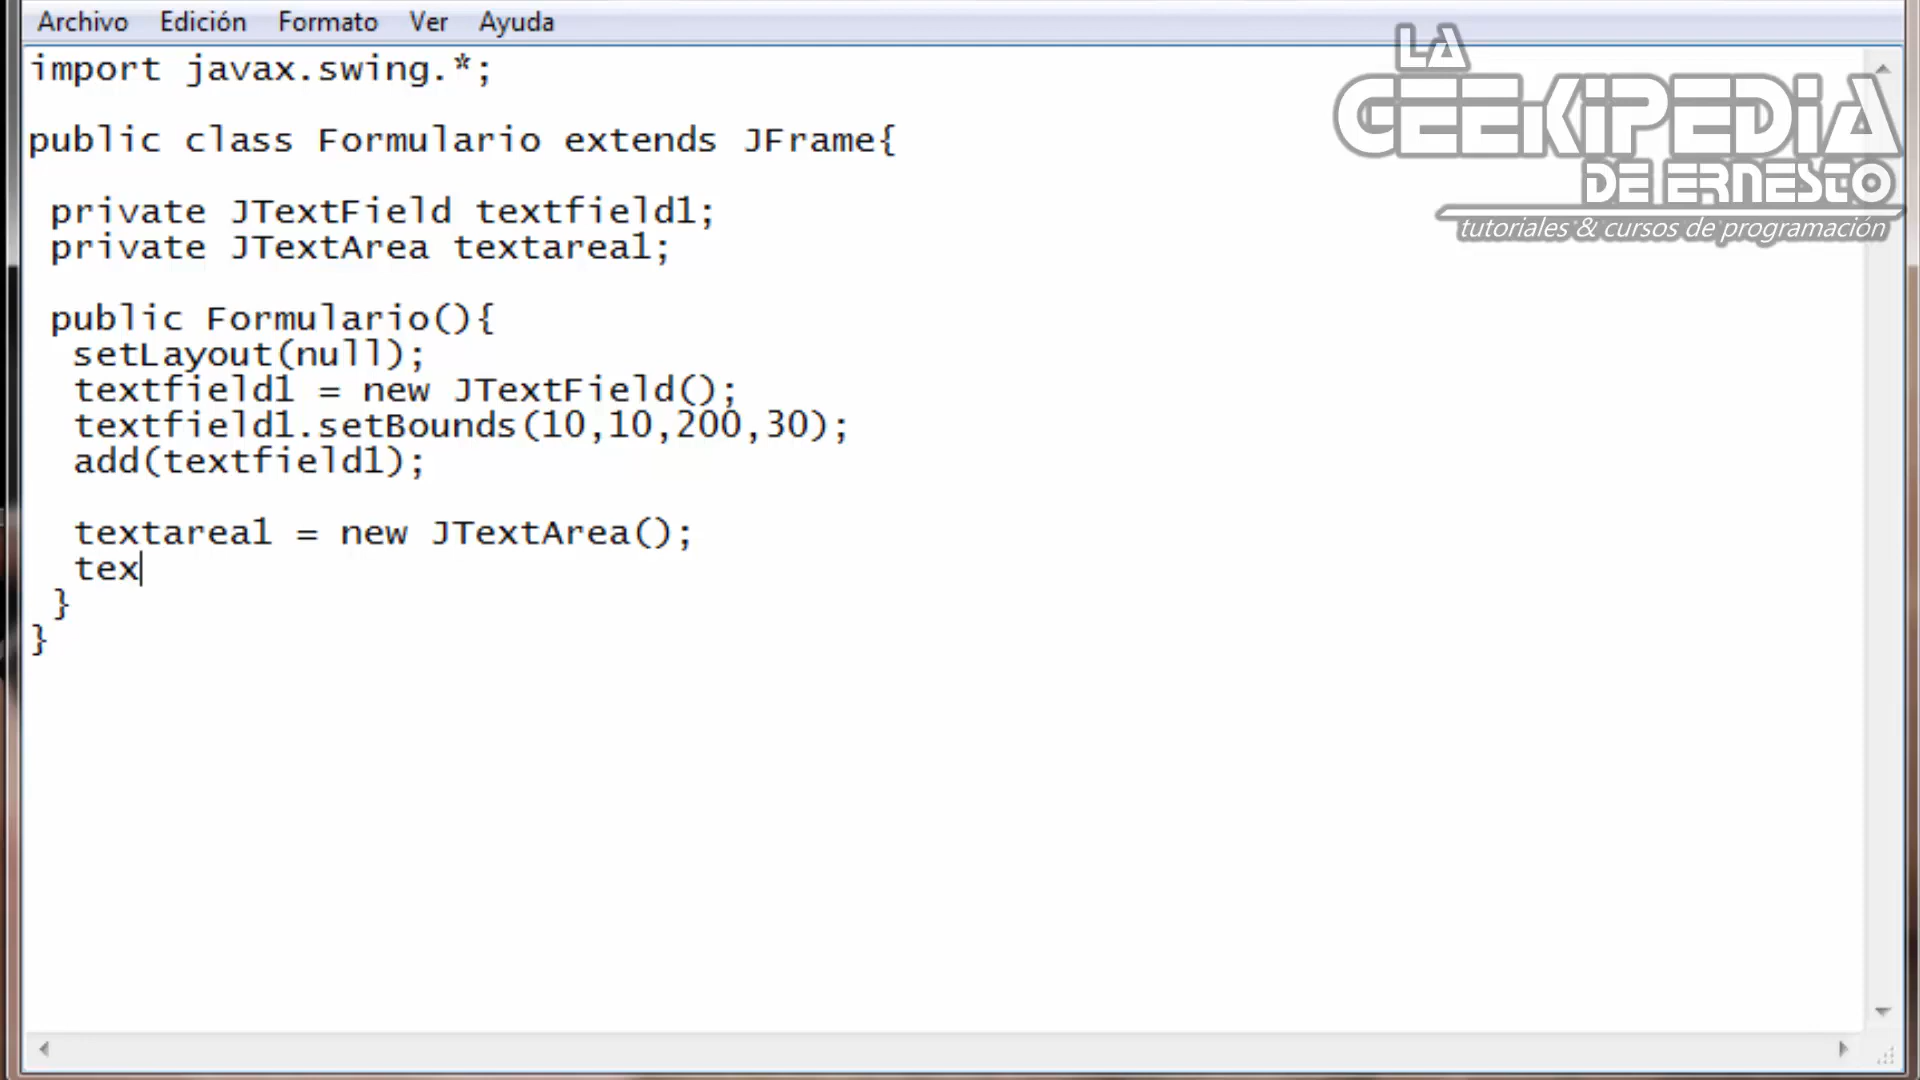 Archivo Edición Formato Ver Ayuda
LA
GEEKIPEDIA
DE ERNESTO
tutoriales & cursos de programación
import javax.swing.*;
public class Formulario extends JFrame{
private JTextField textfield1;
private JTextArea textarea1;
public Formulario(){
setLayout(null);
textfield1 = new JTextField();
textfield1.setBounds(10,10,200,30);
add(textfield1);
textarea1 = new JTextArea();
tex
}
}